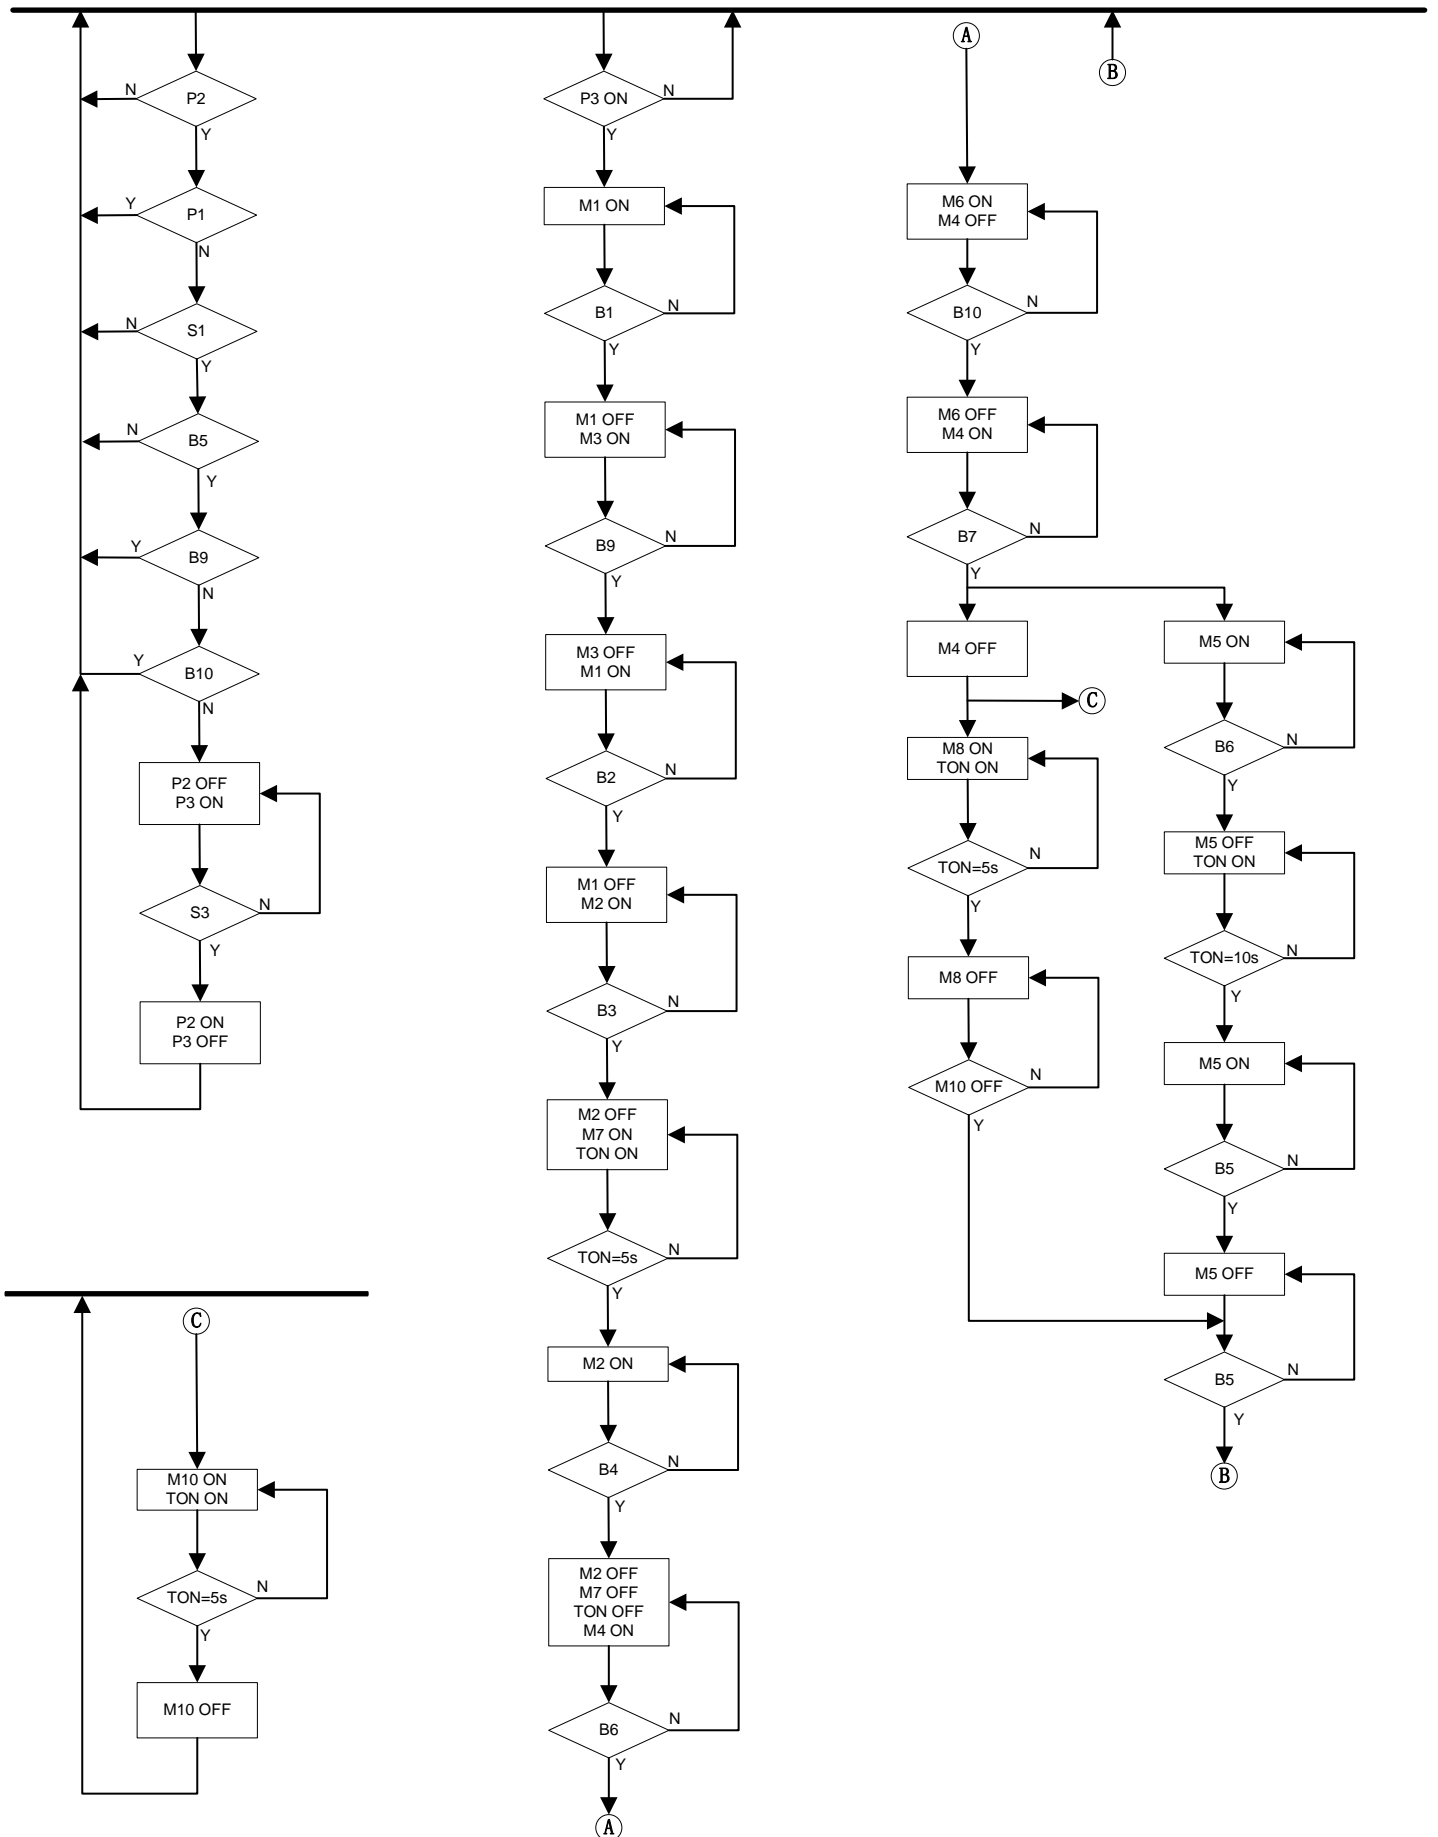 P2
N
Y
P1
Y
N
S1
N
Y
B5
N
Y
B9
Y
N
B10
Y
N
P2 OFF
P3 ON
S3
N
Y
P2 ON
P3 OFF
C
M10 ON
TON ON
TON=5s
N
Y
M10 OFF
P3 ON
N
Y
M1 ON
B1
N
Y
M1 OFF
M3 ON
B9
N
Y
M3 OFF
M1 ON
B2
N
Y
M1 OFF
M2 ON
B3
N
Y
M2 OFF
M7 ON
TON ON
TON=5s
N
Y
M2 ON
B4
N
Y
M2 OFF
M7 OFF
TON OFF
M4 ON
B6
N
Y
A
A
B
M6 ON
M4 OFF
B10
N
Y
M6 OFF
M4 ON
B7
N
Y
M4 OFF
C
M8 ON
TON ON
TON=5s
N
Y
M8 OFF
M10 OFF
N
Y
M5 ON
B6
N
Y
M5 OFF
TON ON
TON=10s
N
Y
M5 ON
B5
N
Y
M5 OFF
B5
N
Y
B